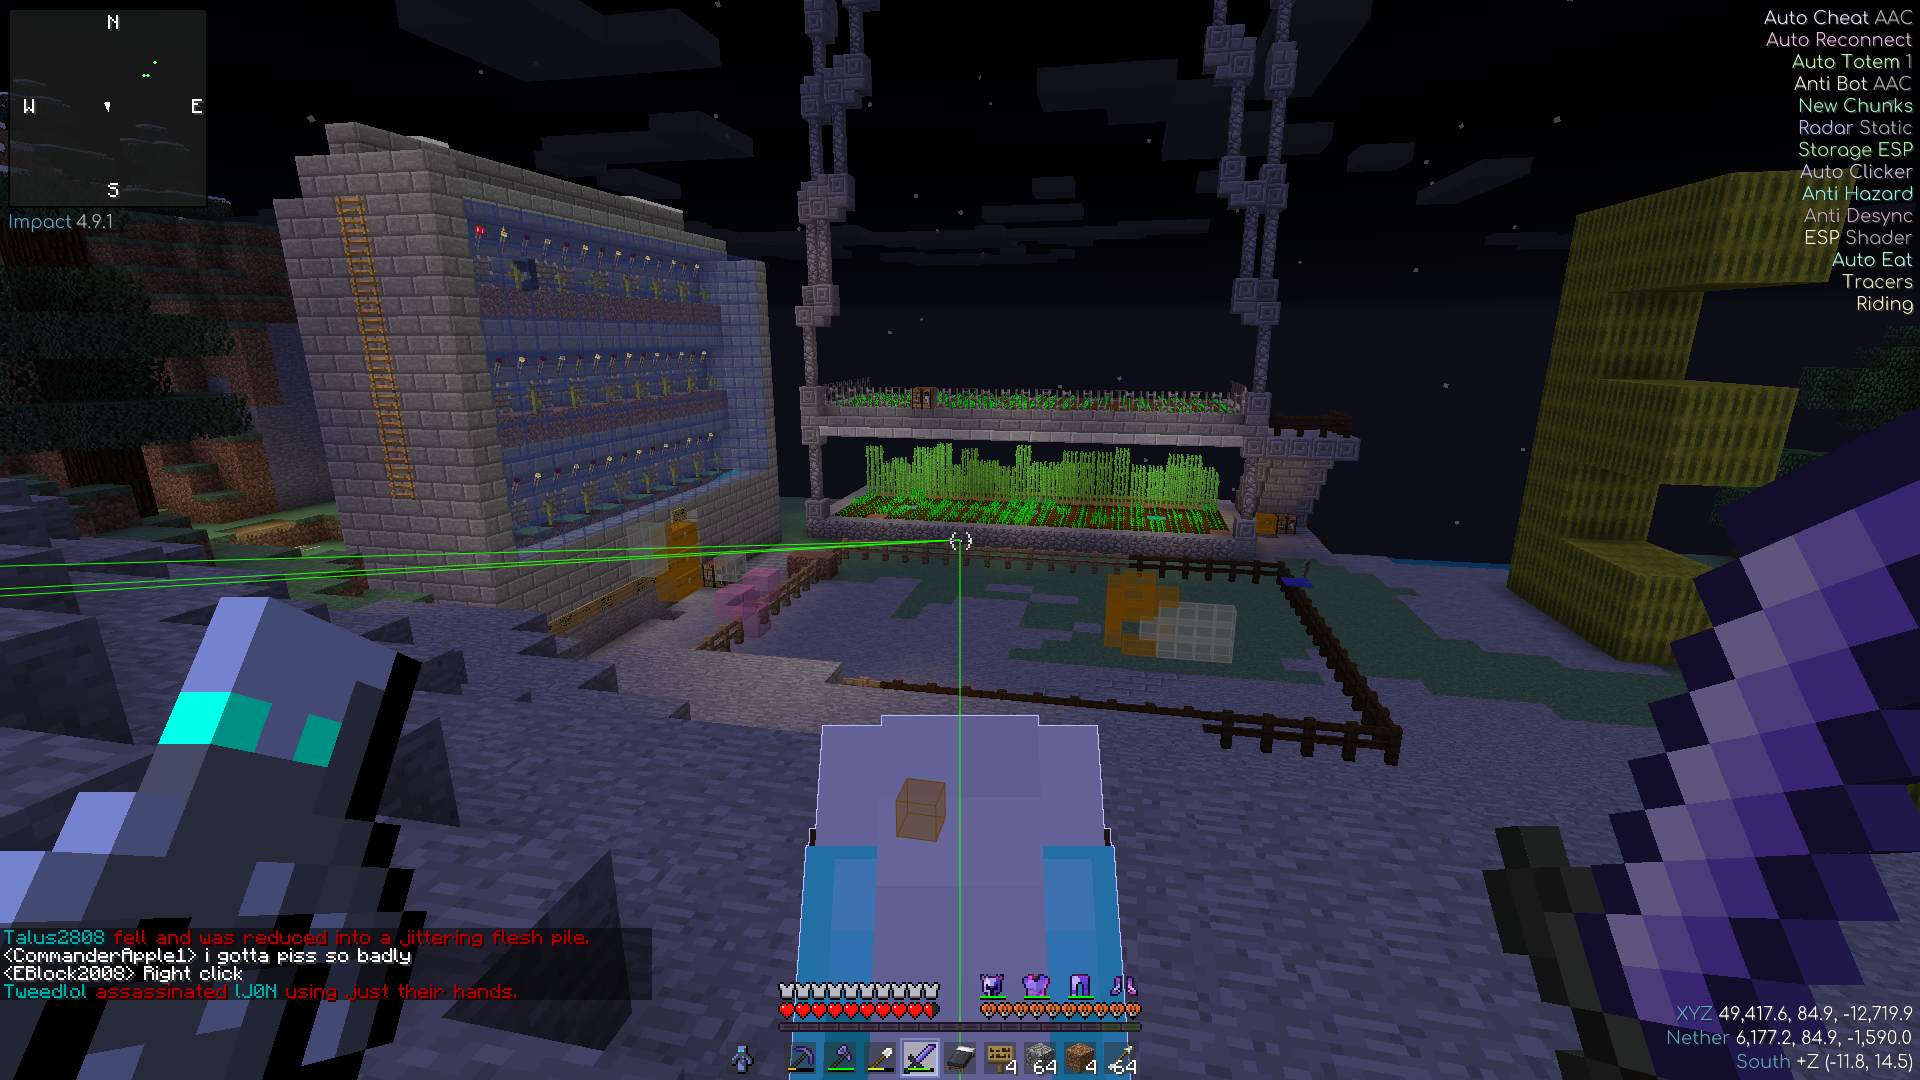 N
W
E
S
Impact 4.9.1
Auto Cheat AAC
Auto Reconnect
Auto Totem 1
Anti Bot AAC
New Chunks
Radar Static
Storage ESP
Auto Clicker
Anti Hazard
Anti Desync
ESP Shader
Auto Eat
Tracers
Riding
Talus2808 fell and was reduced into a jittering flesh pile.
<CommanderApple1> i gotta piss so badly
<EBlock2008> Right click
Tweedlol assassinated lJ0N using just their hands.
4
64
4
64
XYZ 49,417.6, 84.9, -12,719.9
Nether 6,177.2, 84.9, -1,590.0
South +Z (-11.8, 14.5)